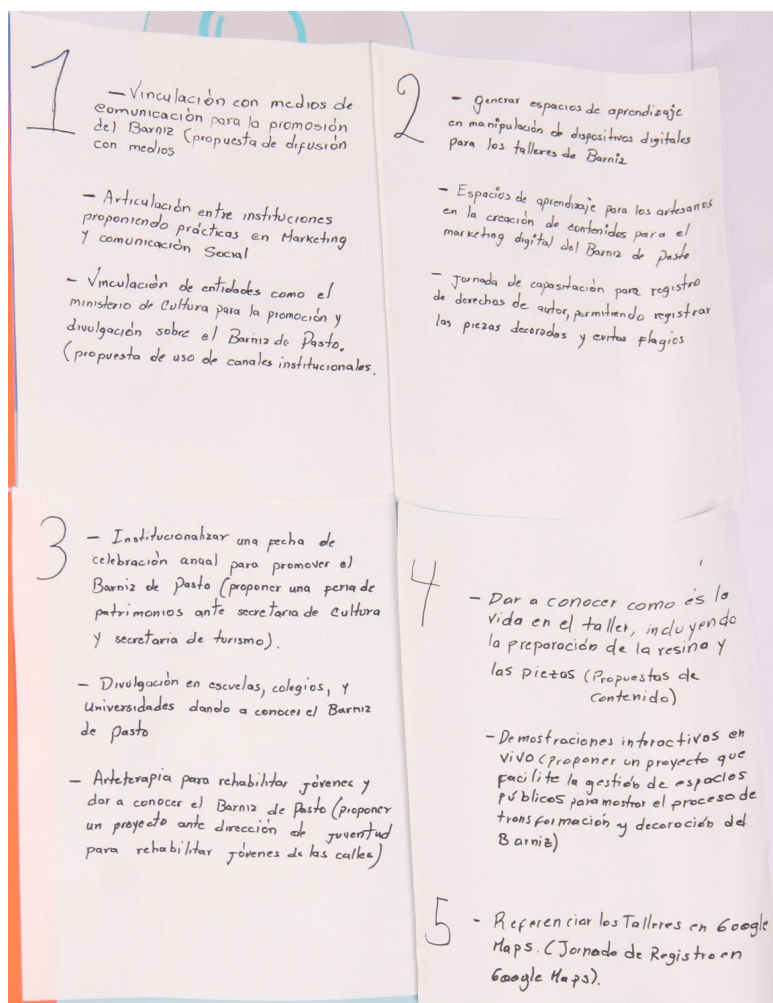 1
- Vinculación con medios de
comunicación para la promosión
del Barniz (propuesta de difusión
con medios
- Articulación entre instituciones
proponiendo prácticas en Marketing
y comunicación Social
- Vinculación de entidades como el
ministerio de Cultura para la promoción y
divulgación sobre el Barniz de Pasto.
(propuesta de uso de canales institucionales.
2
- Generar espacios de aprendizaje
en manipulación de dispositivos digitales
para los talleres de Barniz
- Espacios de aprendizaje para los artesanos
en la creación de contenidos para el
marketing digital del Barniz de Pasto
- Jornada de capasitación para registro
de derechos de autor, permitiendo registrar
las piezas decorados y evitar Plagios
3
- Institucionalizar una fecha de
celebración anual para promover el
Barniz de Pasto (proponer una feria de
patrimonios ante secretaria de Cultura
y secretaria de turismo).
- Divulgación en escuelas, colegios, y
Universidades dando a conocer el Barniz
de Pasto
- Arteterapia para rehabilitar jóvenes y
dar a conocer el Barniz de Pasto (proponer
un proyecto ante dirección de juventud
para rehabilitar jóvenes de las calles)
4
- Dar a conocer como es la
vida en el taller, incluyendo
la preparación de la resina y
las piezas (Propuestas de
contenido)
- Demostraciones interactivas en
vivo (proponer un proyecto que
facilite la gestión de espacios
públicos para mostrar el proceso de
transformación y decoración del
Barniz)
5
- Referenciar los Talleres en Google
Maps. (Jornada de Registro en
Google Maps).